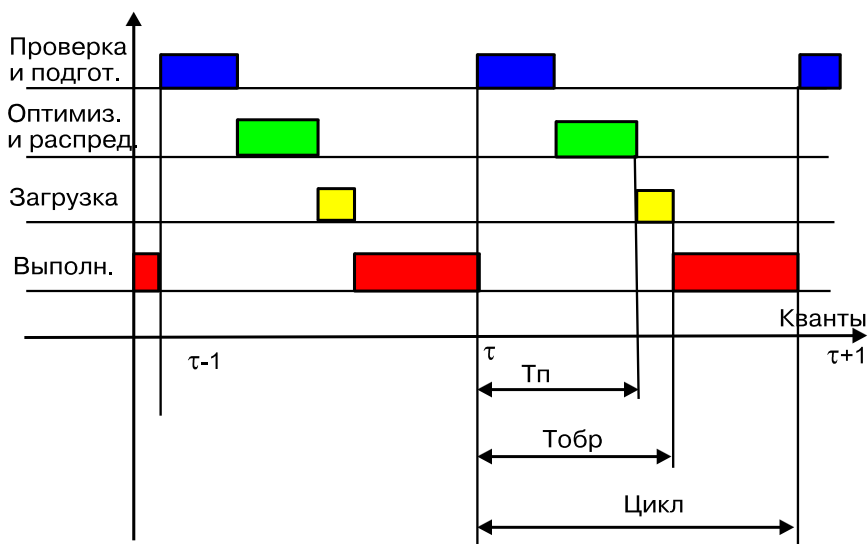 Проверка
и подгот.
Оптимиз.
и распред.
Загрузка
Выполн.
Кванты
τ-1
τ
τ+1
Тп
Тобр
Цикл